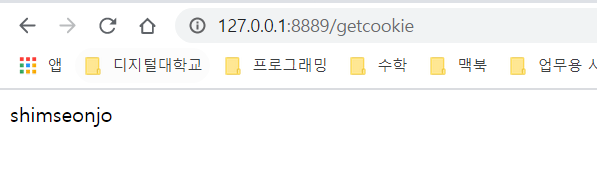 127.0.0.1:8889/getcookie
앱 디지털대학교 프로그래밍 수학 맥북 업무용
shimseonjo